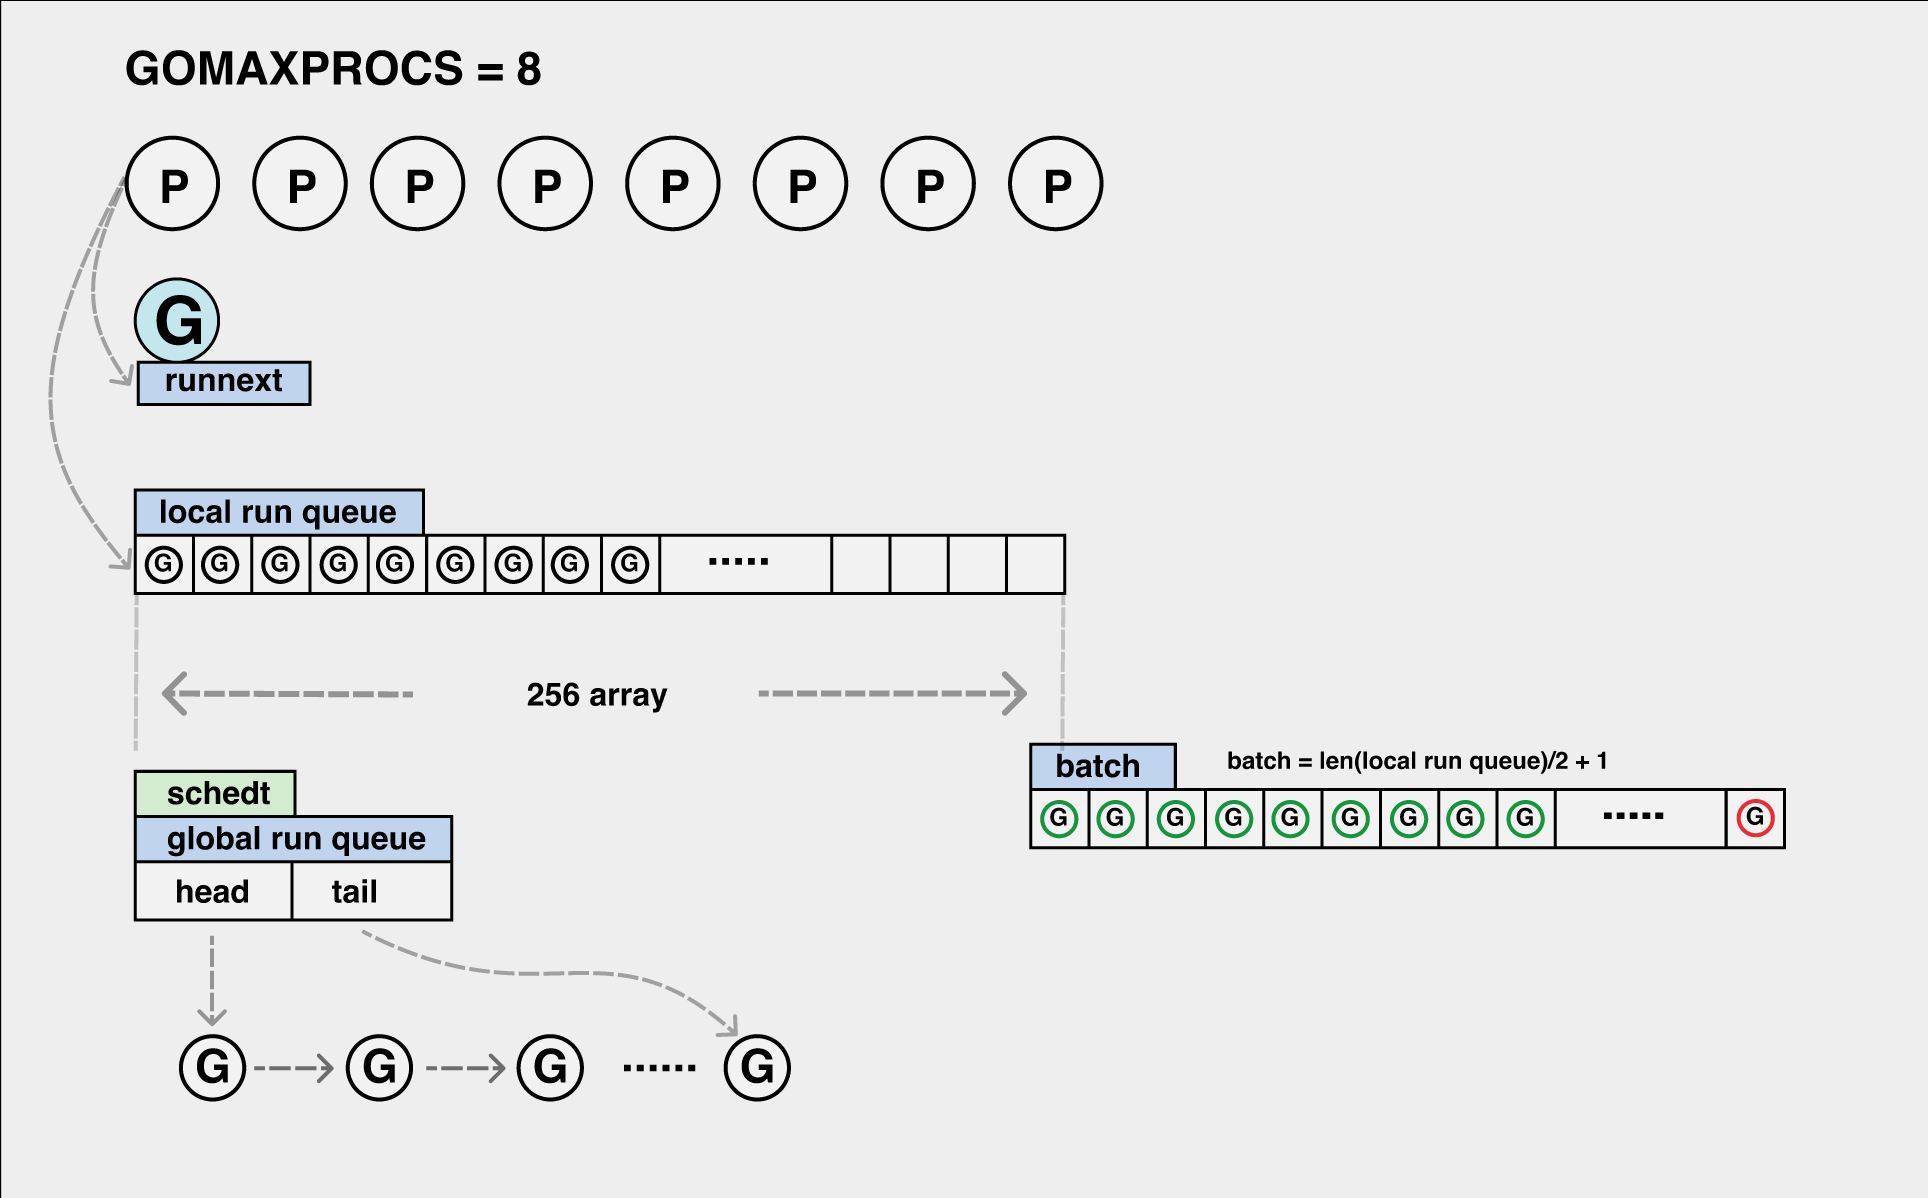 GOMAXPROCS = 8
P P P P P P P P
G
runnext
local run queue
G G G G G G G G G .....
256 array
batch
batch = len(local run queue)/2 + 1
G G G G G G G G G ..... G
schedt
global run queue
head tail
G G G ...... G